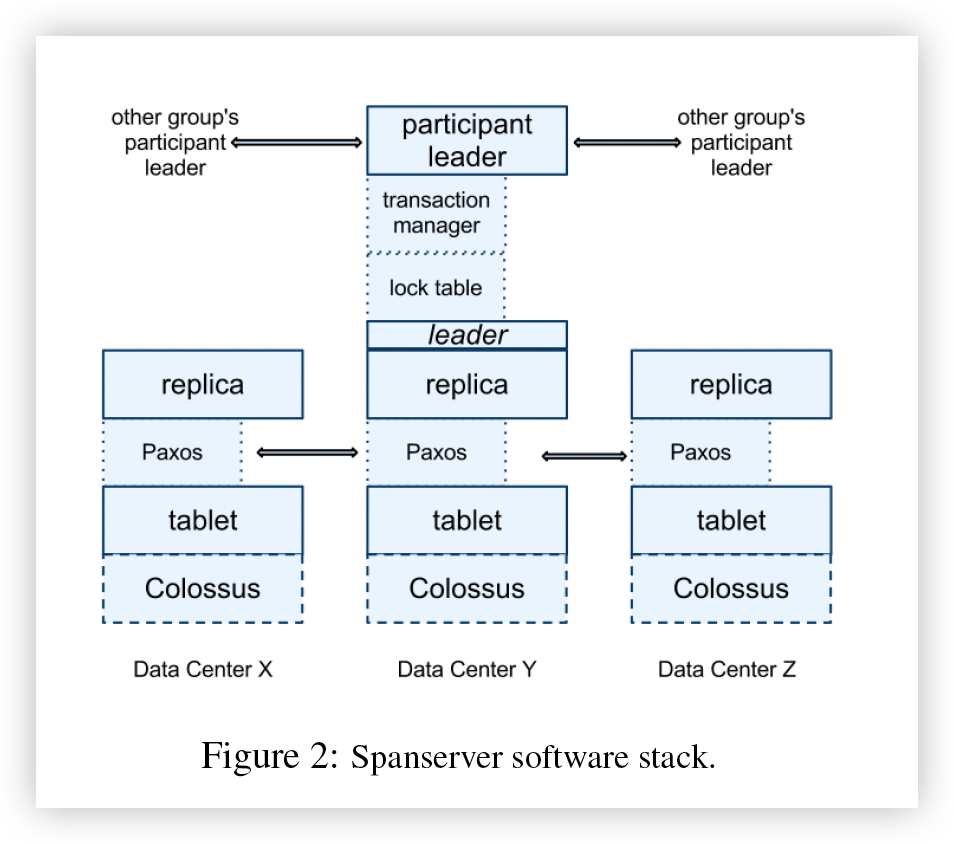 other group's
participant
leader
participant
leader
other group's
participant
leader
transaction
manager
lock table
leader
replica
replica
replica
Paxos
Paxos
Paxos
tablet
tablet
tablet
Colossus
Colossus
Colossus
Data Center X
Data Center Y
Data Center Z
Figure 2: Spanserver software stack.